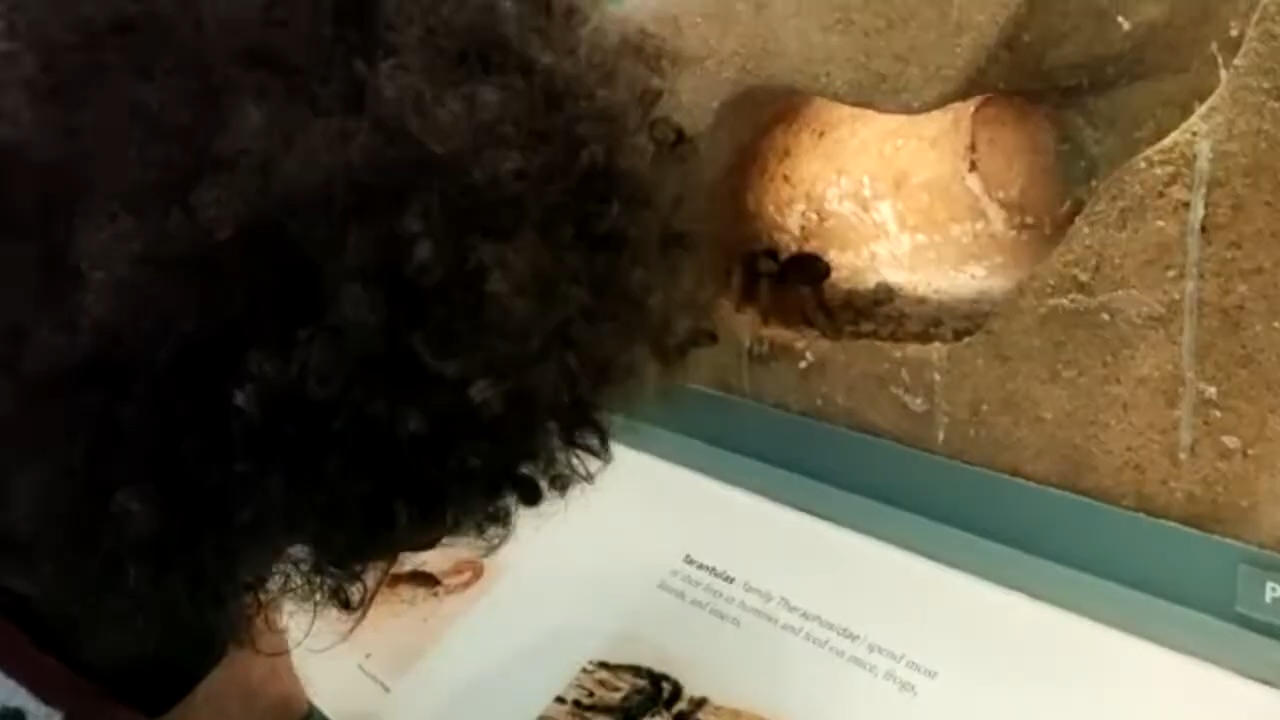 Tarantulas family Theraphosidae | spend most
of their lives in burrows and feed on mice, frogs,
lizards, and insects.
P